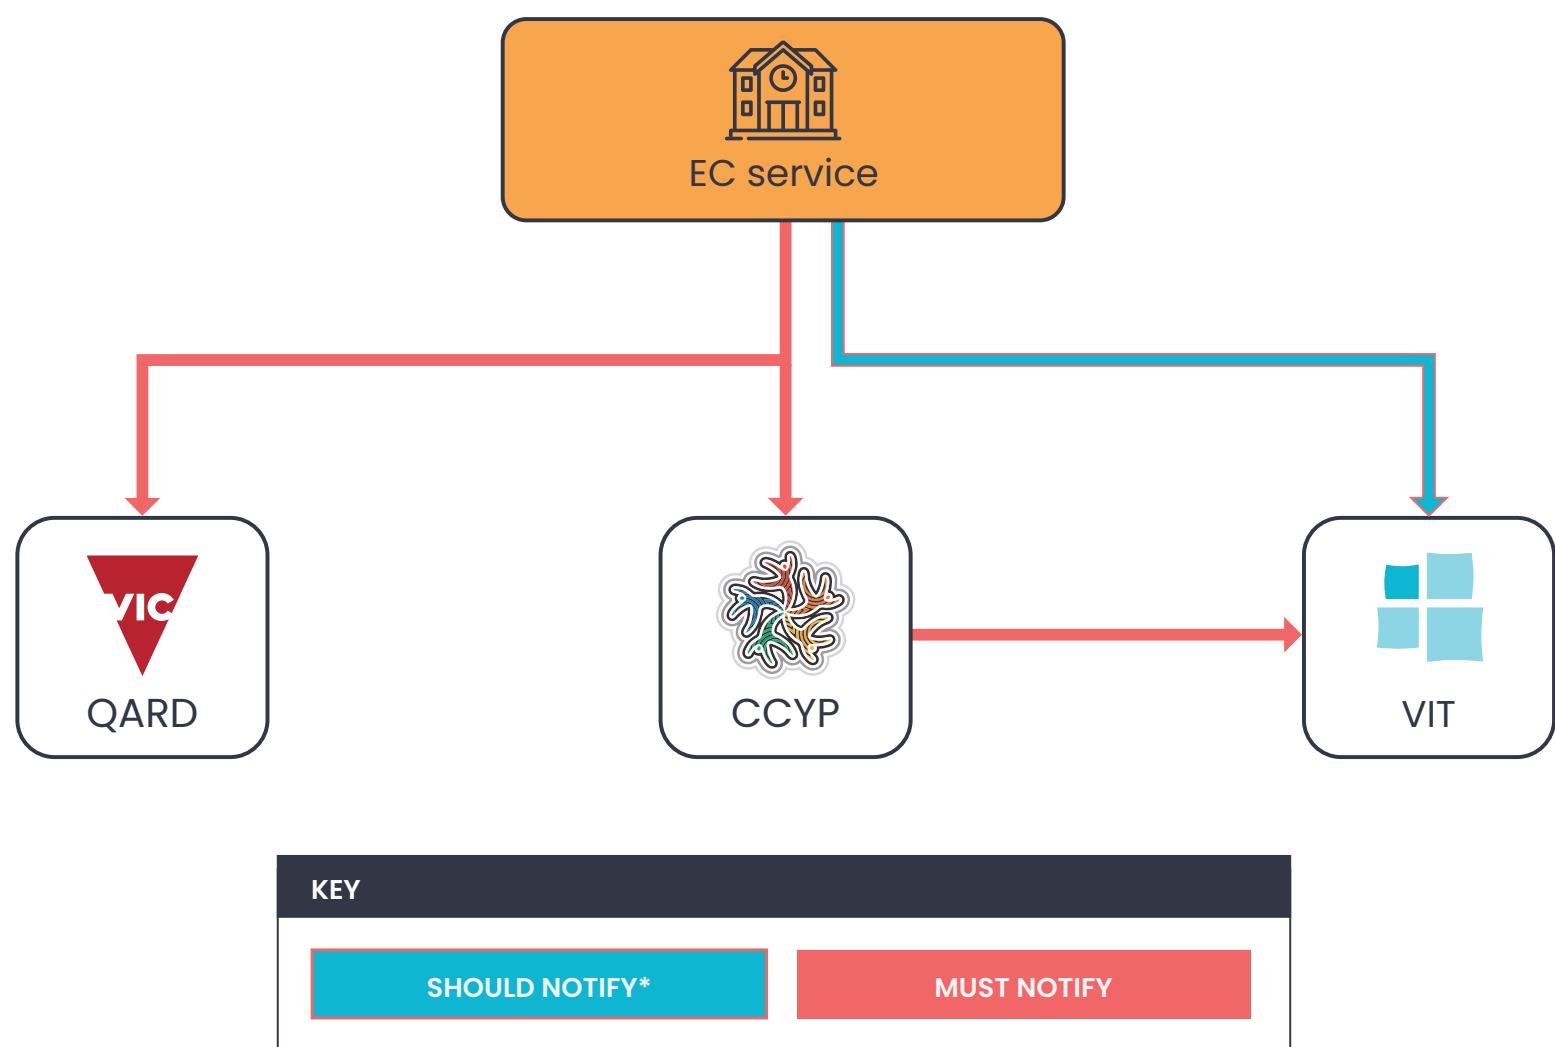 EC service
VIC
QARD
CCYP
VIT
KEY
SHOULD NOTIFY*
MUST NOTIFY